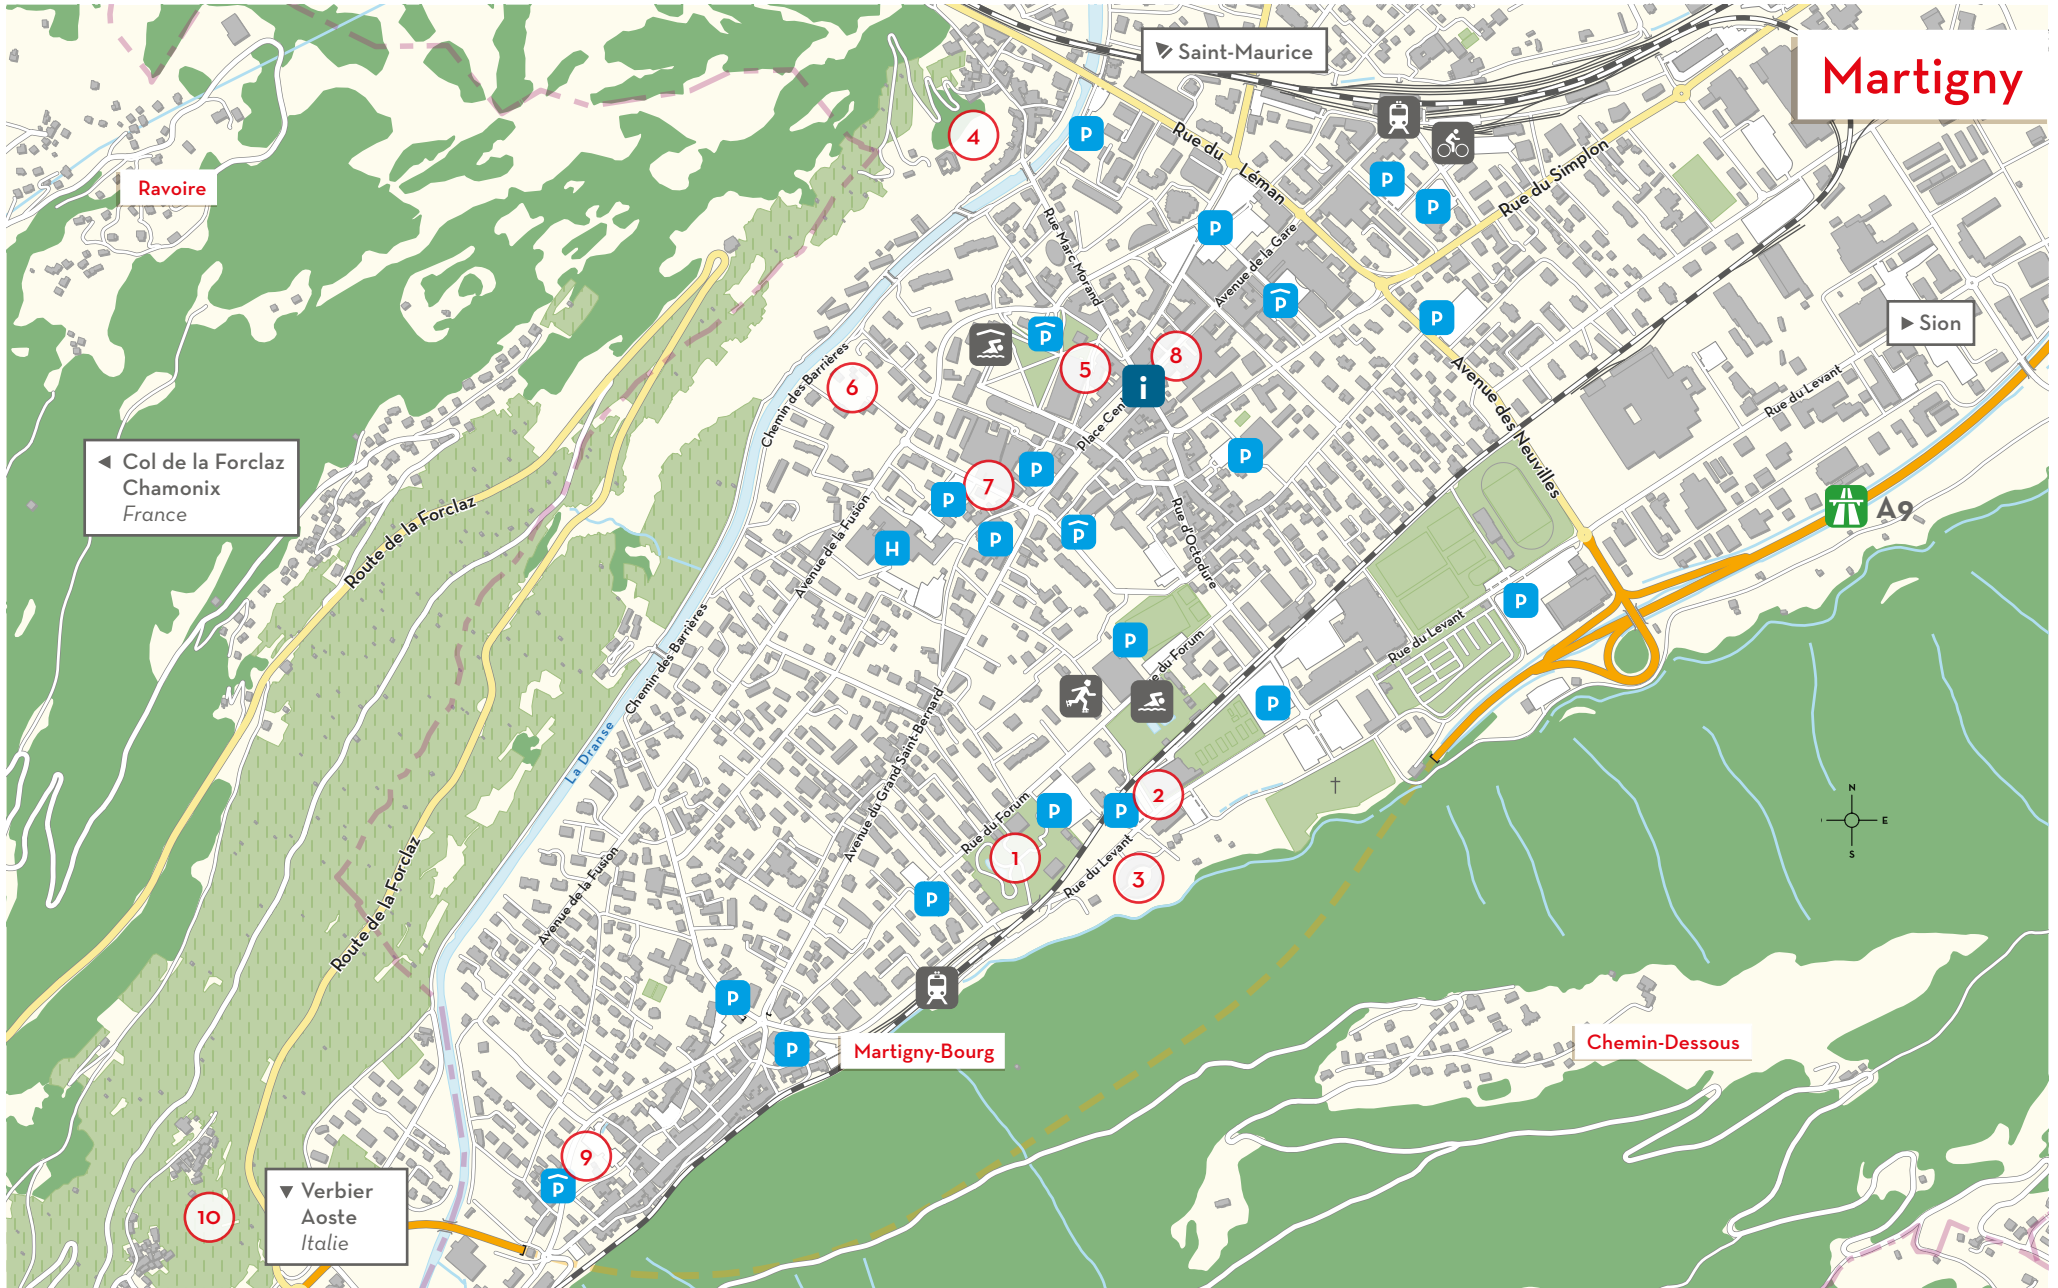 Martigny
Saint-Maurice
4
P
Rue du Léman
P
P
Rue du Simplon
Ravoire
P
Rue Marc Morand
Avenue de la Gare
P
P
P
Sion
5
8
i
6
Chemin des Barrières
Place Cen
Avenue des Neuvilles
Rue du Levant
Col de la Forclaz
Chamonix
France
P
P
7
P
P
P
H
A9
Route de la Forclaz
Avenue de la Fusion
Rue d'Octodure
P
P
Rue du Levant
du Forum
Chemin des Barrières
P
La Dranse
Avenue du Grand Saint-Bernard
2
P
P
Rue du Forum
1
Rue du Levant
3
N
E
S
Route de la Forclaz
Avenue de la Fusion
P
P
P
Martigny-Bourg
Chemin-Dessous
9
P
10
Verbier
Aoste
Italie